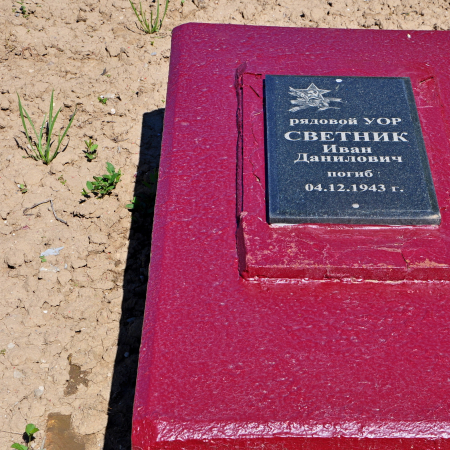 рядовой УОР
СВЕТНИК
Иван
Данилович
погиб
04.12.1943 г.